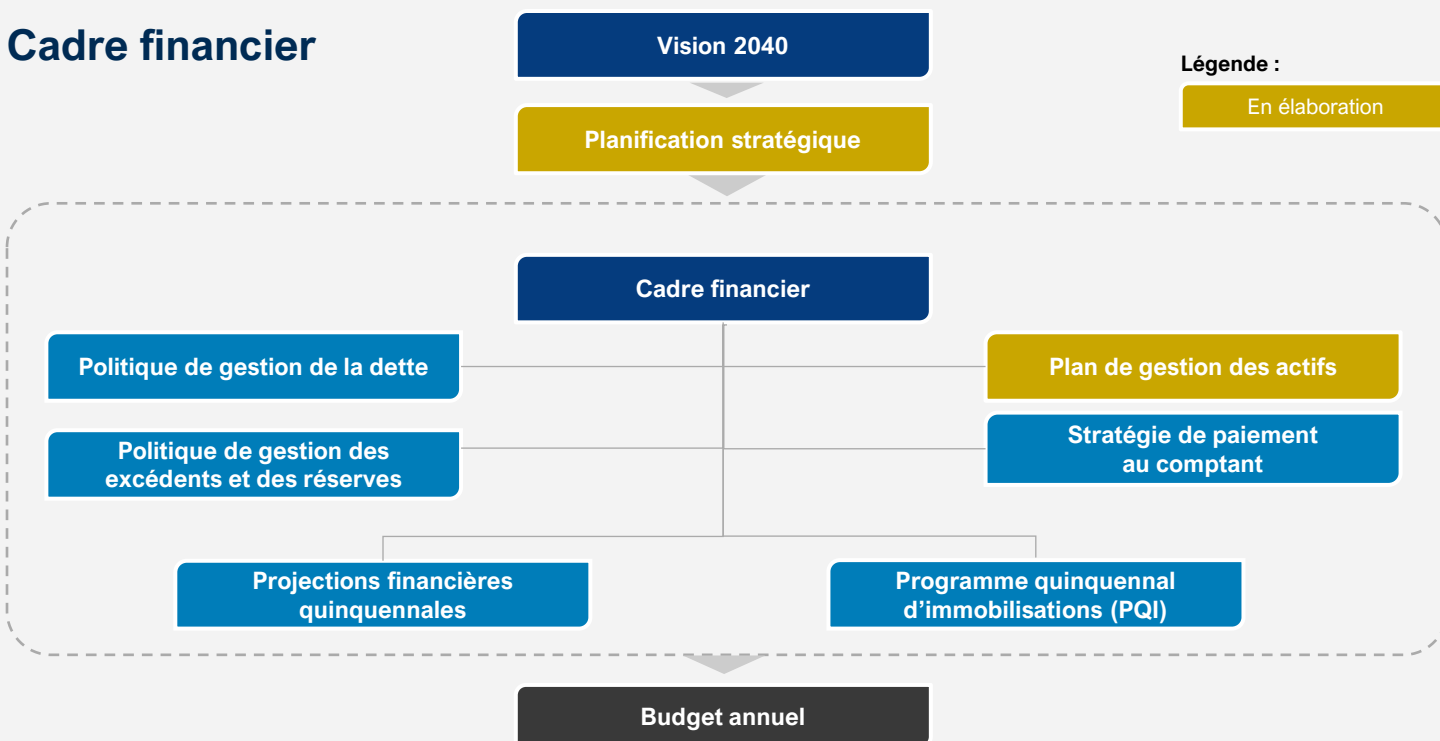 Cadre financier
Vision 2040
Légende :
En élaboration
Planification stratégique
Cadre financier
Politique de gestion de la dette
Plan de gestion des actifs
Politique de gestion des
excédents et des réserves
Stratégie de paiement
au comptant
Projections financières
quinquennales
Programme quinquennal
d’immobilisations (PQI)
Budget annuel